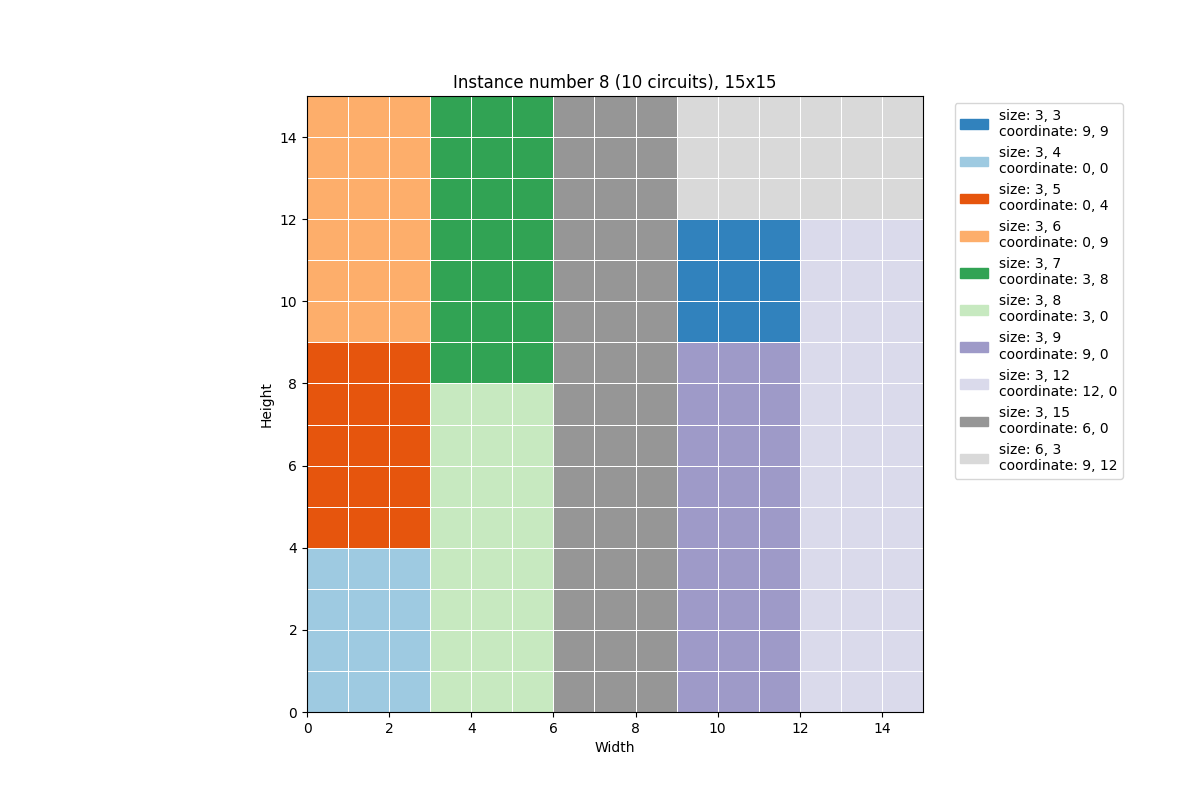 Instance number 8 (10 circuits), 15x15
14
12
10
8
6
4
2
0
Height
0 2 4 6 8 10 12 14
Width
size: 3, 3
coordinate: 9, 9
size: 3, 4
coordinate: 0, 0
size: 3, 5
coordinate: 0, 4
size: 3, 6
coordinate: 0, 9
size: 3, 7
coordinate: 3, 8
size: 3, 8
coordinate: 3, 0
size: 3, 9
coordinate: 9, 0
size: 3, 12
coordinate: 12, 0
size: 3, 15
coordinate: 6, 0
size: 6, 3
coordinate: 9, 12